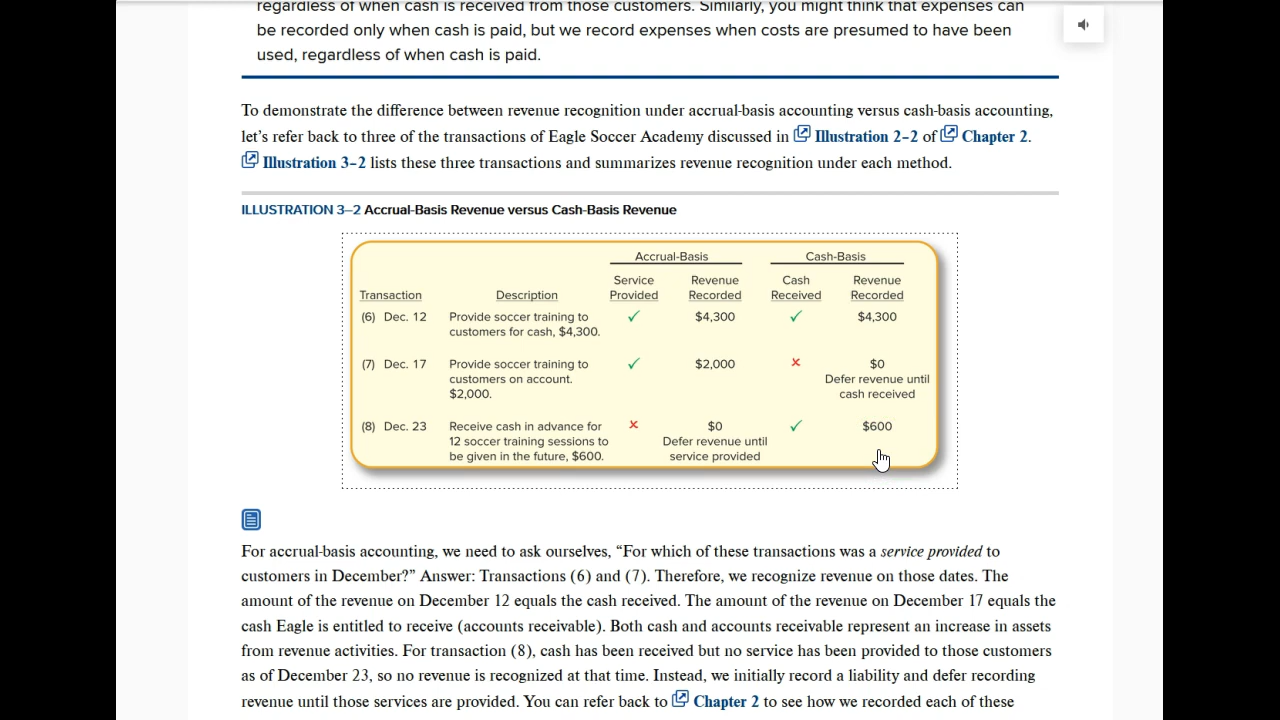 regardless of when cash is received from those customers. Similarly, you might think that expenses can
be recorded only when cash is paid, but we record expenses when costs are presumed to have been
used, regardless of when cash is paid.
To demonstrate the difference between revenue recognition under accrual-basis accounting versus cash-basis accounting,
let’s refer back to three of the transactions of Eagle Soccer Academy discussed in Illustration 2–2 of Chapter 2.
Illustration 3–2 lists these three transactions and summarizes revenue recognition under each method.
ILLUSTRATION 3–2 Accrual-Basis Revenue versus Cash-Basis Revenue
Accrual-Basis Cash-Basis
Service Revenue Cash Revenue
Transaction Description Provided Recorded Received Recorded
(6) Dec. 12 Provide soccer training to ✓ $4,300 ✓ $4,300
customers for cash, $4,300.
(7) Dec. 17 Provide soccer training to ✓ $2,000 × $0
customers on account. Defer revenue until
$2,000. cash received
(8) Dec. 23 Receive cash in advance for × $0 ✓ $600
12 soccer training sessions to Defer revenue until
be given in the future, $600. service provided
For accrual-basis accounting, we need to ask ourselves, “For which of these transactions was a service provided to
customers in December?” Answer: Transactions (6) and (7). Therefore, we recognize revenue on those dates. The
amount of the revenue on December 12 equals the cash received. The amount of the revenue on December 17 equals the
cash Eagle is entitled to receive (accounts receivable). Both cash and accounts receivable represent an increase in assets
from revenue activities. For transaction (8), cash has been received but no service has been provided to those customers
as of December 23, so no revenue is recognized at that time. Instead, we initially record a liability and defer recording
revenue until those services are provided. You can refer back to Chapter 2 to see how we recorded each of these